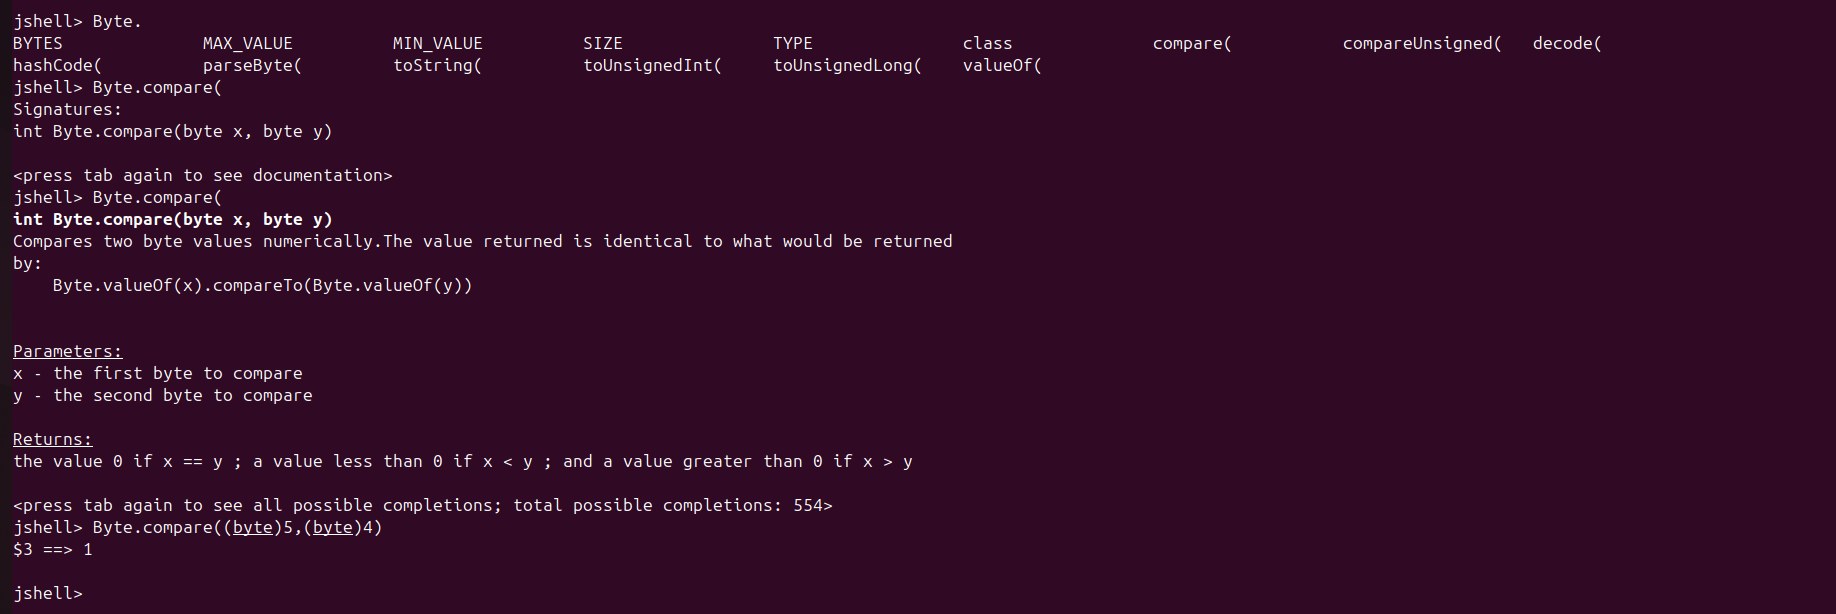 jshell> Byte.
BYTES MAX_VALUE MIN_VALUE SIZE TYPE class compare( compareUnsigned( decode(
hashCode( parseByte( toString( toUnsignedInt( toUnsignedLong( valueOf(
jshell> Byte.compare(
Signatures:
int Byte.compare(byte x, byte y)
<press tab again to see documentation>
jshell> Byte.compare(
int Byte.compare(byte x, byte y)
Compares two byte values numerically.The value returned is identical to what would be returned
by:
Byte.valueOf(x).compareTo(Byte.valueOf(y))
Parameters:
x - the first byte to compare
y - the second byte to compare
Returns:
the value 0 if x == y ; a value less than 0 if x < y ; and a value greater than 0 if x > y
<press tab again to see all possible completions; total possible completions: 554>
jshell> Byte.compare((byte)5,(byte)4)
$3 ==> 1
jshell>